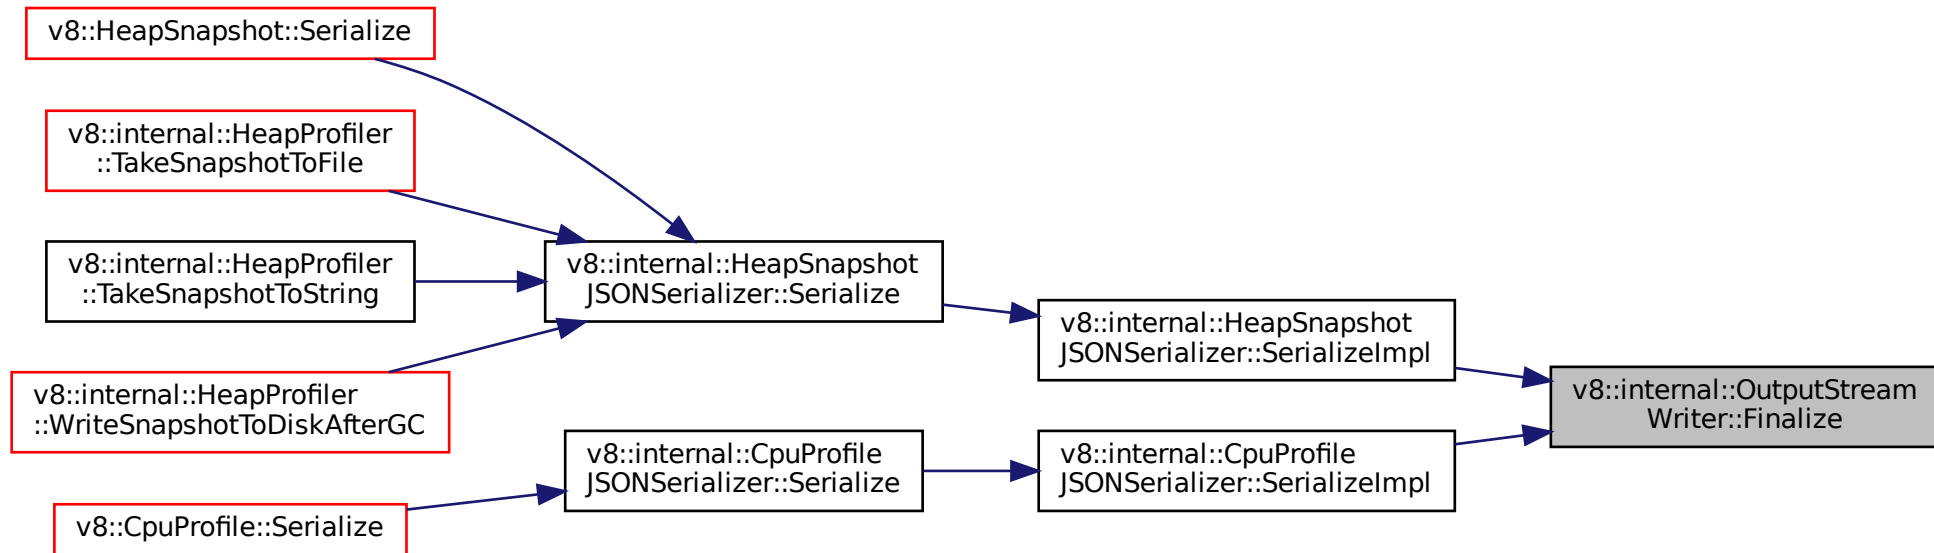 v8::HeapSnapshot::Serialize
v8::internal::HeapProfiler
::TakeSnapshotToFile
v8::internal::HeapProfiler
::TakeSnapshotToString
v8::internal::HeapProfiler
::WriteSnapshotToDiskAfterGC
v8::CpuProfile::Serialize
v8::internal::HeapSnapshot
JSONSerializer::Serialize
v8::internal::CpuProfile
JSONSerializer::Serialize
v8::internal::HeapSnapshot
JSONSerializer::SerializeImpl
v8::internal::CpuProfile
JSONSerializer::SerializeImpl
v8::internal::OutputStream
Writer::Finalize